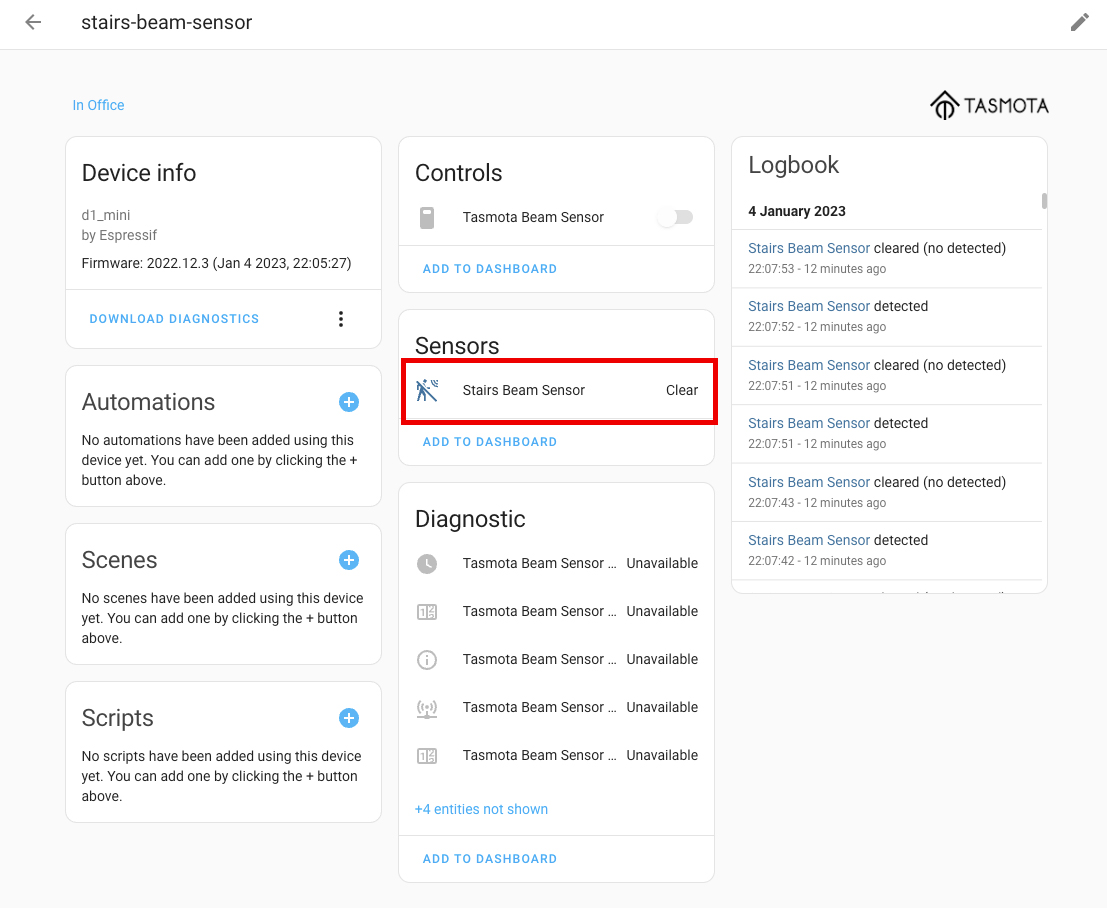 stairs-beam-sensor
In Office
TASMOTA
Device info
d1_mini
by Espressif
Firmware: 2022.12.3 (Jan 4 2023, 22:05:27)
DOWNLOAD DIAGNOSTICS
Automations
No automations have been added using this
device yet. You can add one by clicking the +
button above.
Scenes
No scenes have been added using this device
yet. You can add one by clicking the + button
above.
Scripts
No scripts have been added using this device
yet. You can add one by clicking the + button
above.
Controls
Tasmota Beam Sensor
ADD TO DASHBOARD
Sensors
Stairs Beam Sensor Clear
ADD TO DASHBOARD
Diagnostic
Tasmota Beam Sensor ... Unavailable
Tasmota Beam Sensor ... Unavailable
Tasmota Beam Sensor ... Unavailable
Tasmota Beam Sensor ... Unavailable
Tasmota Beam Sensor ... Unavailable
+4 entities not shown
ADD TO DASHBOARD
Logbook
4 January 2023
Stairs Beam Sensor cleared (no detected)
22:07:53 - 12 minutes ago
Stairs Beam Sensor detected
22:07:52 - 12 minutes ago
Stairs Beam Sensor cleared (no detected)
22:07:51 - 12 minutes ago
Stairs Beam Sensor detected
22:07:51 - 12 minutes ago
Stairs Beam Sensor cleared (no detected)
22:07:43 - 12 minutes ago
Stairs Beam Sensor detected
22:07:42 - 12 minutes ago